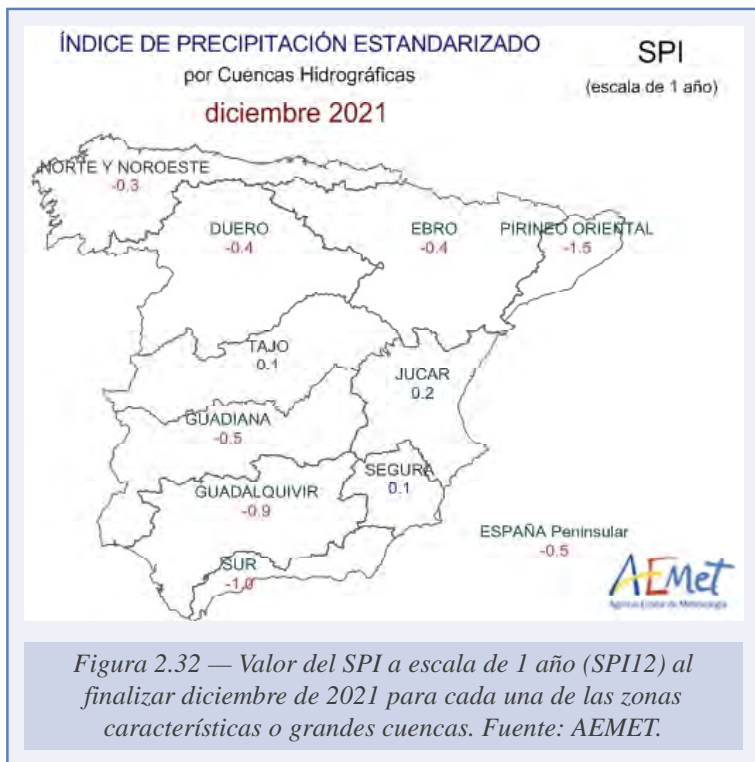 ÍNDICE DE PRECIPITACIÓN ESTANDARIZADO
por Cuencas Hidrográficas
diciembre 2021
SPI
(escala de 1 año)
NORTE Y NOROESTE
-0.3
DUERO
-0.4
EBRO
-0.4
PIRINEO ORIENTAL
-1.5
TAJO
0.1
JUCAR
0.2
GUADIANA
-0.5
SEGURA
0.1
GUADALQUIVIR
-0.9
SUR
-1.0
ESPAÑA Peninsular
-0.5
AEMet
Agencia Estatal de Meteorología
Figura 2.32 — Valor del SPI a escala de 1 año (SPI12) al
finalizar diciembre de 2021 para cada una de las zonas
características o grandes cuencas. Fuente: AEMET.